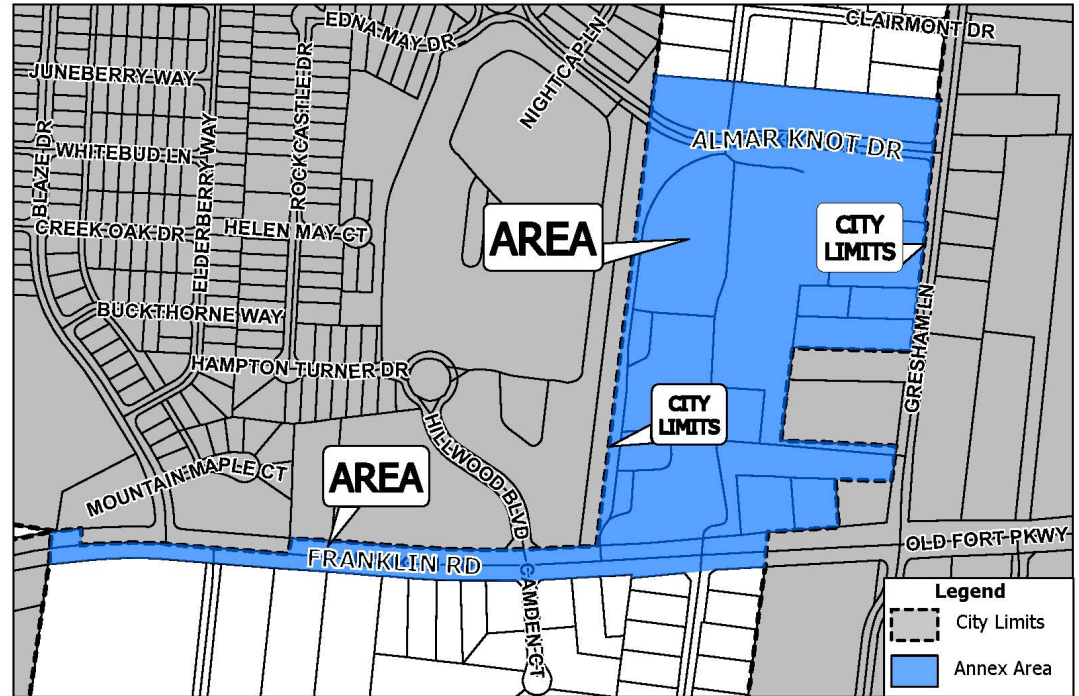 CLAIRMONT DR
EDNA MAY DR
NIGHTCAP LN
JUNEBERRY WAY
ROCKCASTLE DR
ALMAR KNOT DR
WHITEBUD LN
BLAZE DR
ELDERBERRY WAY
CREEK OAK DR
HELEN MAY CT
AREA
CITY
LIMITS
BUCKTHORNE WAY
GRESHAM LN
HAMPTON TURNER DR
CITY
LIMITS
HILLWOOD BLVD
MOUNTAIN MAPLE CT
AREA
OLD FORT PKWY
FRANKLIN RD
CAMDEN CT
Legend
City Limits
Annex Area